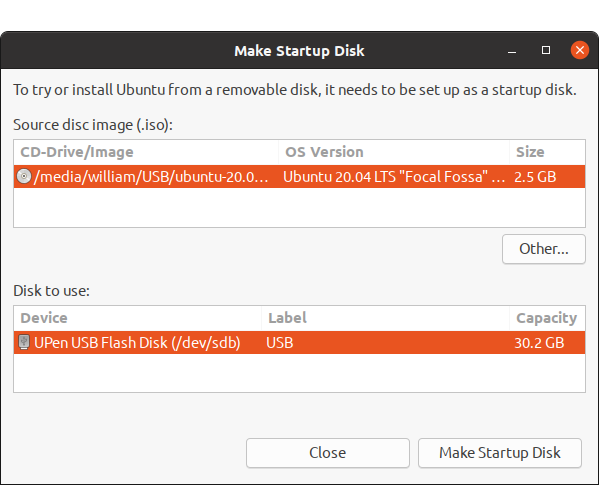 Make Startup Disk
To try or install Ubuntu from a removable disk, it needs to be set up as a startup disk.
Source disc image (.iso):
CD-Drive/Image OS Version Size
/media/william/USB/ubuntu-20.0... Ubuntu 20.04 LTS "Focal Fossa" ... 2.5 GB
Other...
Disk to use:
Device Label Capacity
UPen USB Flash Disk (/dev/sdb) USB 30.2 GB
Close Make Startup Disk